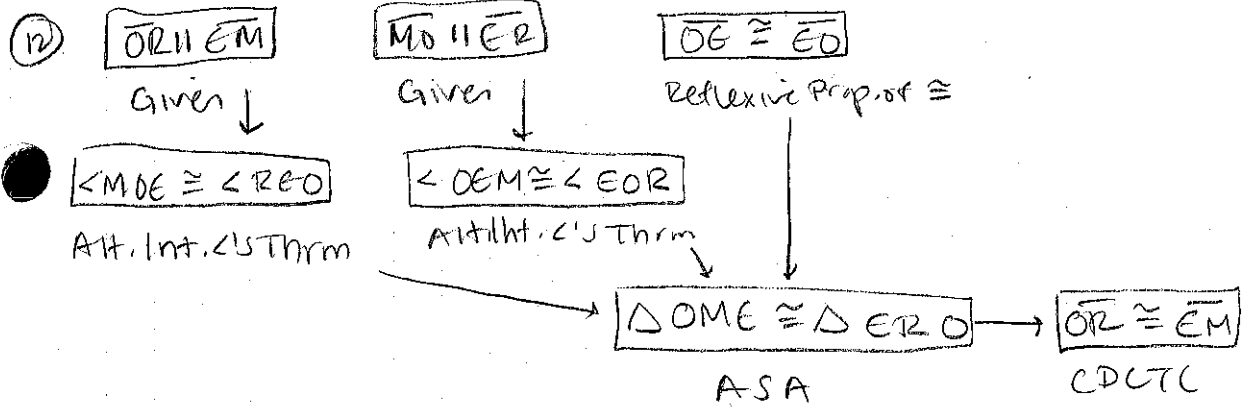 12 OR || EM MO || ER OE ≅ EO
Given Given Reflexive Prop. of ≅
<MOE ≅ <REO <OEM ≅ <EOR
Alt. Int. <'s Thrm Alt. Int. <'s Thrm
△OME ≅ △ERO OR ≅ EM
ASA CPCTC